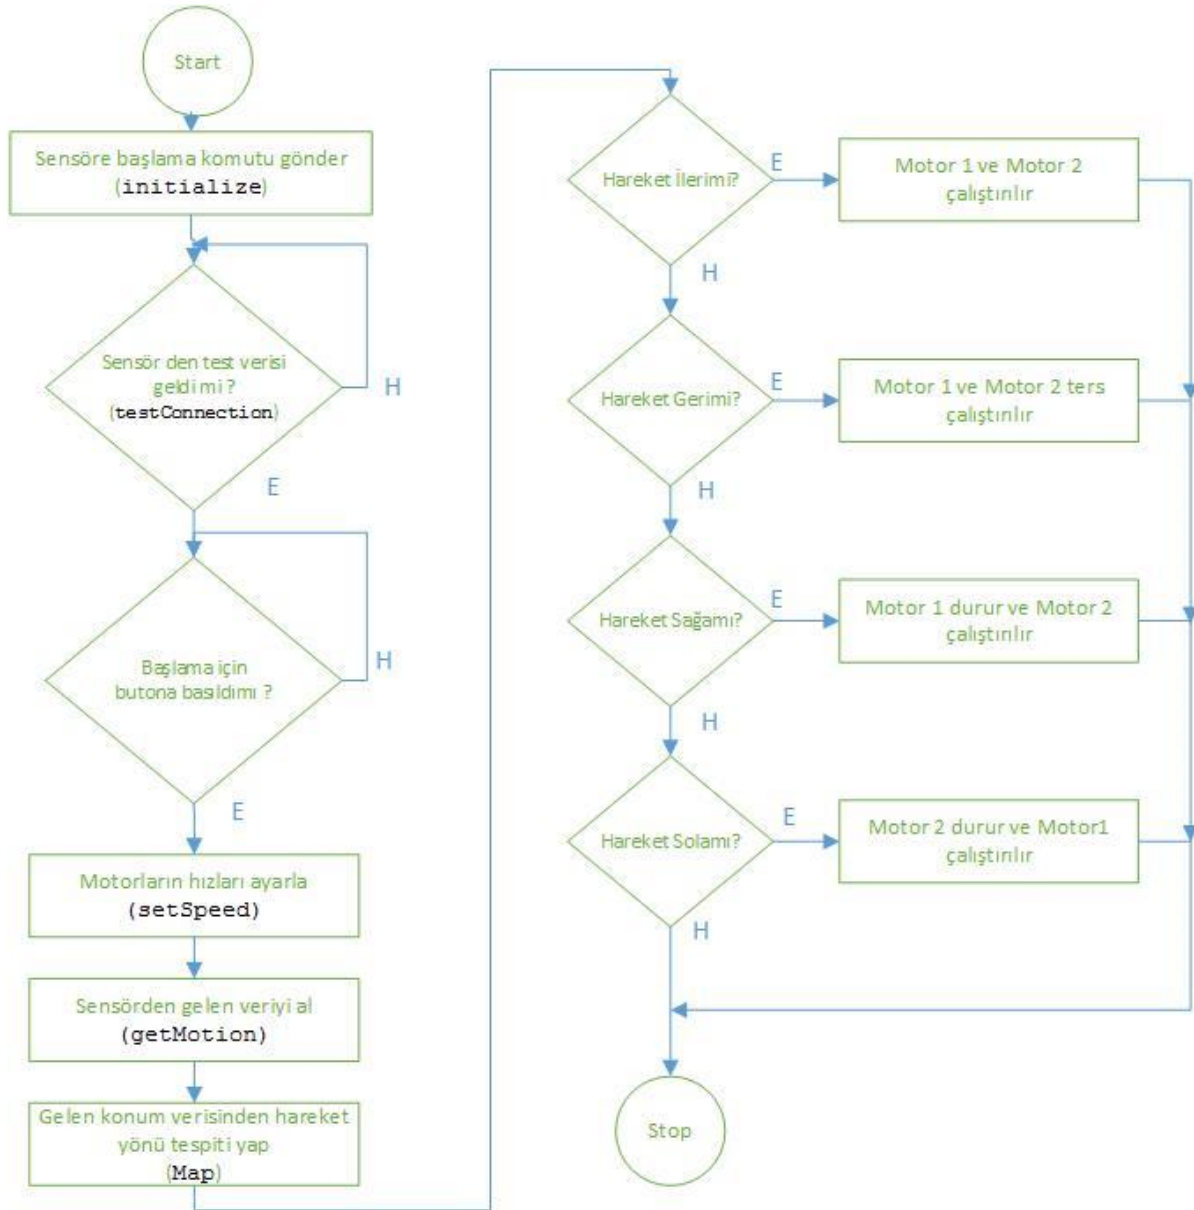 Start
Sensöre başlama komutu gönder
(initialize)
Sensör den test verisi
geldi mi ?
(testConnection)
H
E
Başlama için
butona basıldımı ?
H
E
Motorların hızları ayarla
(setSpeed)
Sensörden gelen veriyi al
(getMotion)
Gelen konum verisinden hareket
yönü tespiti yap
(Map)
Hareket İlerimi?
E
Motor 1 ve Motor 2
çalıştırılır
H
Hareket Gerimi?
E
Motor 1 ve Motor 2 ters
çalıştırılır
H
Hareket Sağamı?
E
Motor 1 durur ve Motor 2
çalıştırılır
H
Hareket Solamı?
E
Motor 2 durur ve Motor1
çalıştırılır
H
Stop